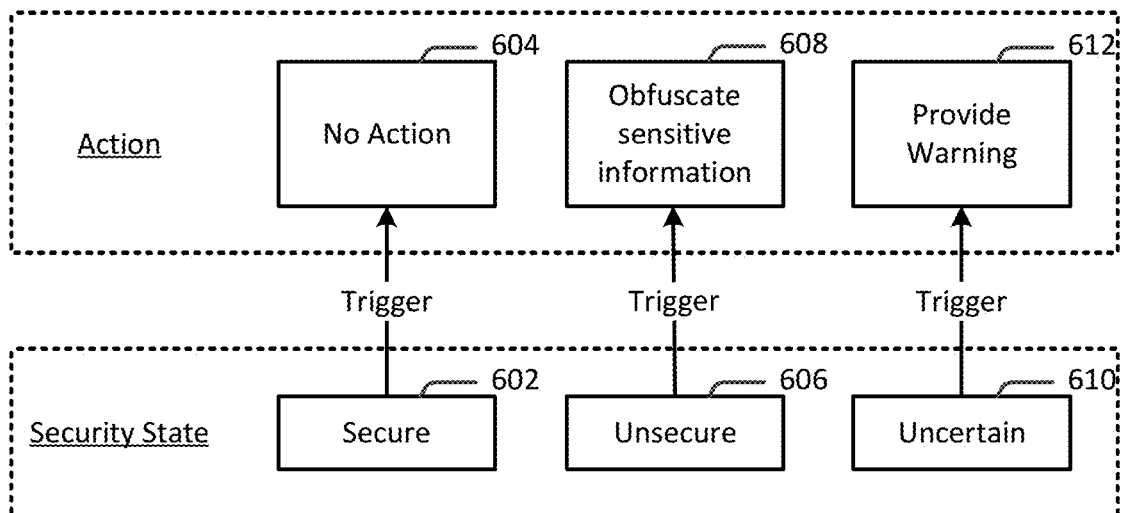 604
608
612
Action
No Action
Obfuscate
sensitive
information
Provide
Warning
Trigger
Trigger
Trigger
602
606
610
Security State
Secure
Unsecure
Uncertain